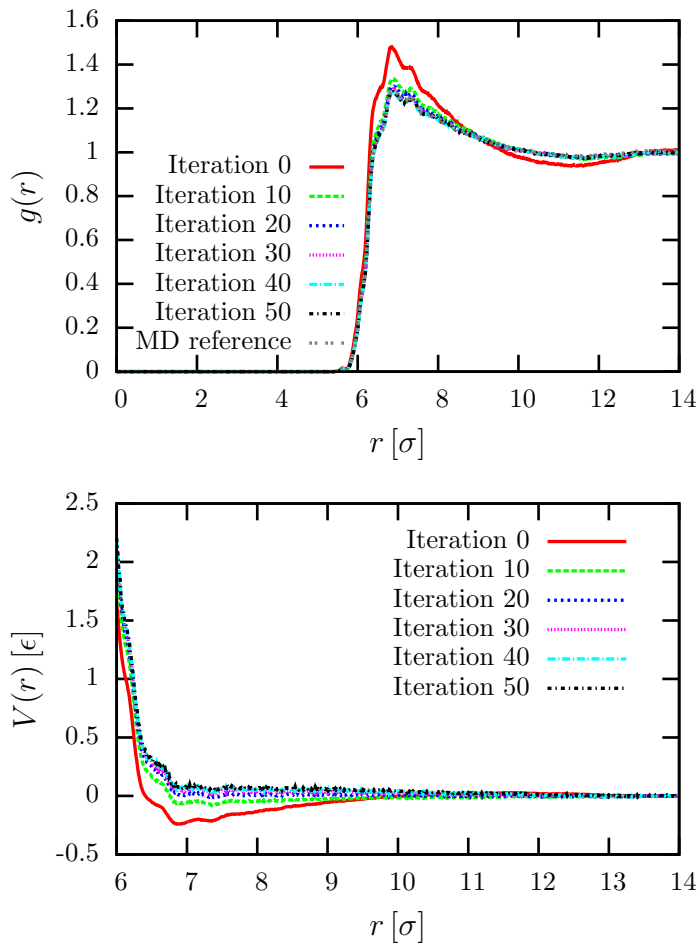 1.6
1.4
1.2
1
0.8
0.6
0.4
0.2
0
g(r)
Iteration 0
Iteration 10
Iteration 20
Iteration 30
Iteration 40
Iteration 50
MD reference
0 2 4 6 8 10 12 14
r [σ]
2.5
2
1.5
1
0.5
0
-0.5
V(r) [ϵ]
Iteration 0
Iteration 10
Iteration 20
Iteration 30
Iteration 40
Iteration 50
6 7 8 9 10 11 12 13 14
r [σ]